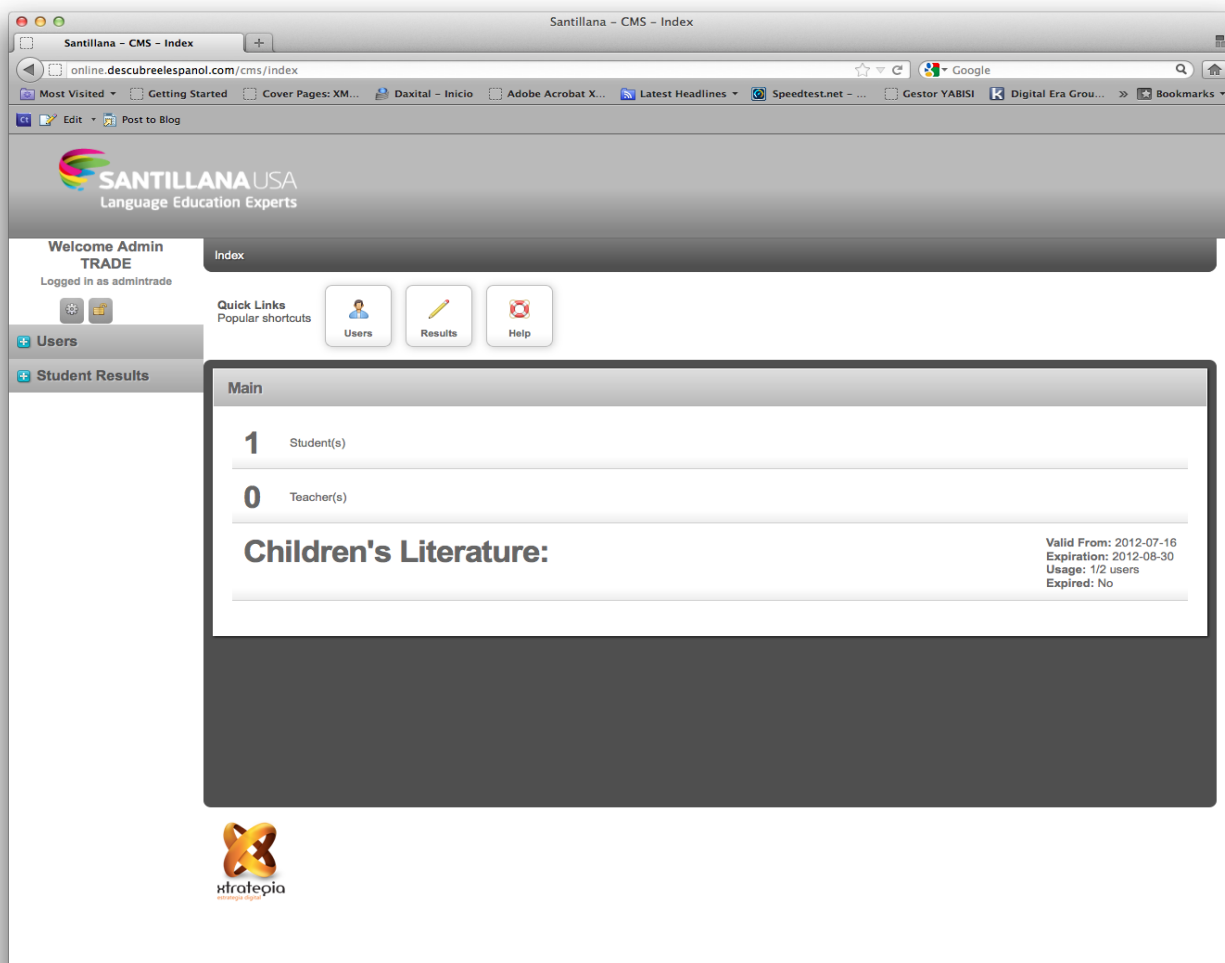 Santillana – CMS – Index
Santillana – CMS – Index
online.descubreelespanol.com/cms/index
Google
Most Visited
Getting Started
Cover Pages: XM...
Daxital – Inicio
Adobe Acrobat X...
Latest Headlines
Speedtest.net – ...
Gestor YABISI
K
Digital Era Grou...
»
Bookmarks
Ct
Edit
Post to Blog
SANTILLANA USA
Language Education Experts
Welcome Admin
TRADE
Logged in as admintrade
Users
Student Results
Index
Quick Links
Popular shortcuts
Users
Results
Help
Main
1 Student(s)
0 Teacher(s)
Children's Literature:
Valid From: 2012-07-16
Expiration: 2012-08-30
Usage: 1/2 users
Expired: No
xtrategia
estrategia digital